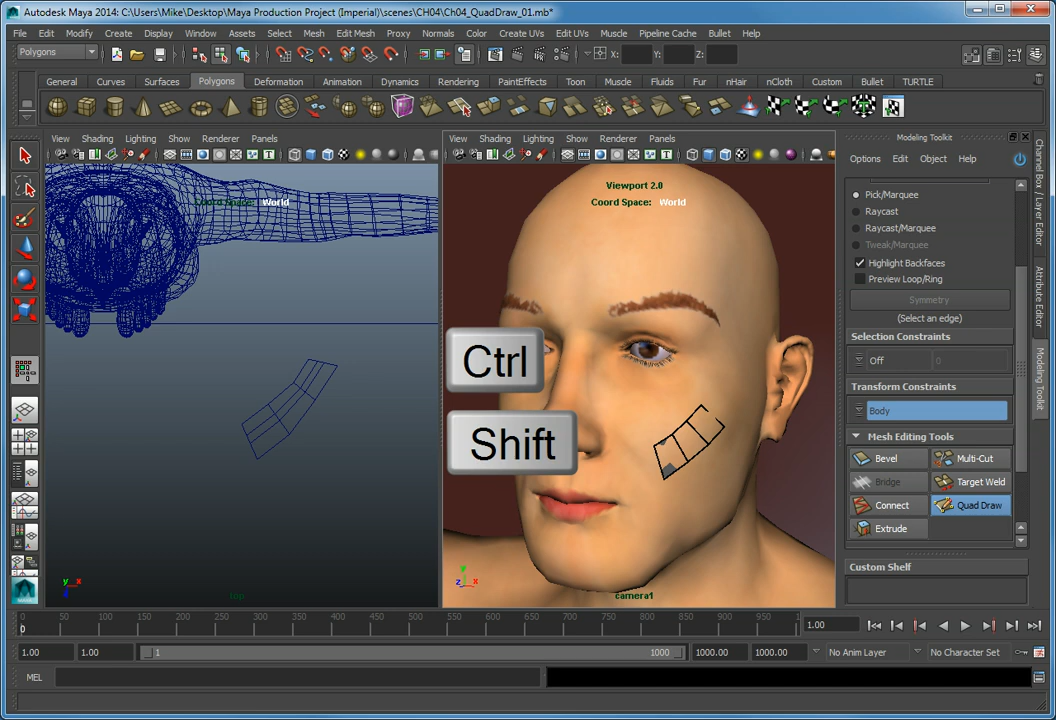 Autodesk Maya 2014: C:\Users\Mike\Desktop\Maya Production Project (Imperial)\scenes\CH04\Ch04_QuadDraw_01.mb*
File Edit Modify Create Display Window Assets Select Mesh Edit Mesh Proxy Normals Color Create UVs Edit UVs Muscle Pipeline Cache Bullet Help
Polygons X: Y: Z:
General Curves Surfaces Polygons Deformation Animation Dynamics Rendering PaintEffects Toon Muscle Fluids Fur nHair nCloth Custom Bullet TURTLE
View Shading Lighting Show Renderer Panels
View Shading Lighting Show Renderer Panels
Modeling Toolkit
Options Edit Object Help
Channel Box / Layer Editor
Attribute Editor
Modeling Toolkit
Coord Space: World
Viewport 2.0
Coord Space: World
Pick/Marquee
Raycast
Raycast/Marquee
Tweak/Marquee
Highlight Backfaces
Preview Loop/Ring
Symmetry
(Select an edge)
Selection Constraints
Off 0
Transform Constraints
Body
Mesh Editing Tools
Bevel Multi-Cut
Bridge Target Weld
Connect Quad Draw
Extrude
Custom Shelf
Ctrl
Shift
y x
top
y
z x
camera1
0 50 100 150 200 250 300 350 400 450 500 550 600 650 700 750 800 850 900 950 1
0
1.00
1.00 1.00 1 1000 1000.00 1000.00 No Anim Layer No Character Set
MEL